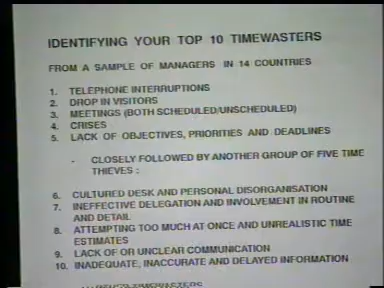 IDENTIFYING YOUR TOP 10 TIMEWASTERS
FROM A SAMPLE OF MANAGERS IN 14 COUNTRIES
1. TELEPHONE INTERRUPTIONS
2. DROP IN VISITORS
3. MEETINGS (BOTH SCHEDULED/UNSCHEDULED)
4. CRISES
5. LACK OF OBJECTIVES, PRIORITIES AND DEADLINES
- CLOSELY FOLLOWED BY ANOTHER GROUP OF FIVE TIME
THIEVES :
6. CULTURED DESK AND PERSONAL DISORGANISATION
7. INEFFECTIVE DELEGATION AND INVOLVEMENT IN ROUTINE
AND DETAIL
8. ATTEMPTING TOO MUCH AT ONCE AND UNREALISTIC TIME
ESTIMATES
9. LACK OF OR UNCLEAR COMMUNICATION
10. INADEQUATE, INACCURATE AND DELAYED INFORMATION